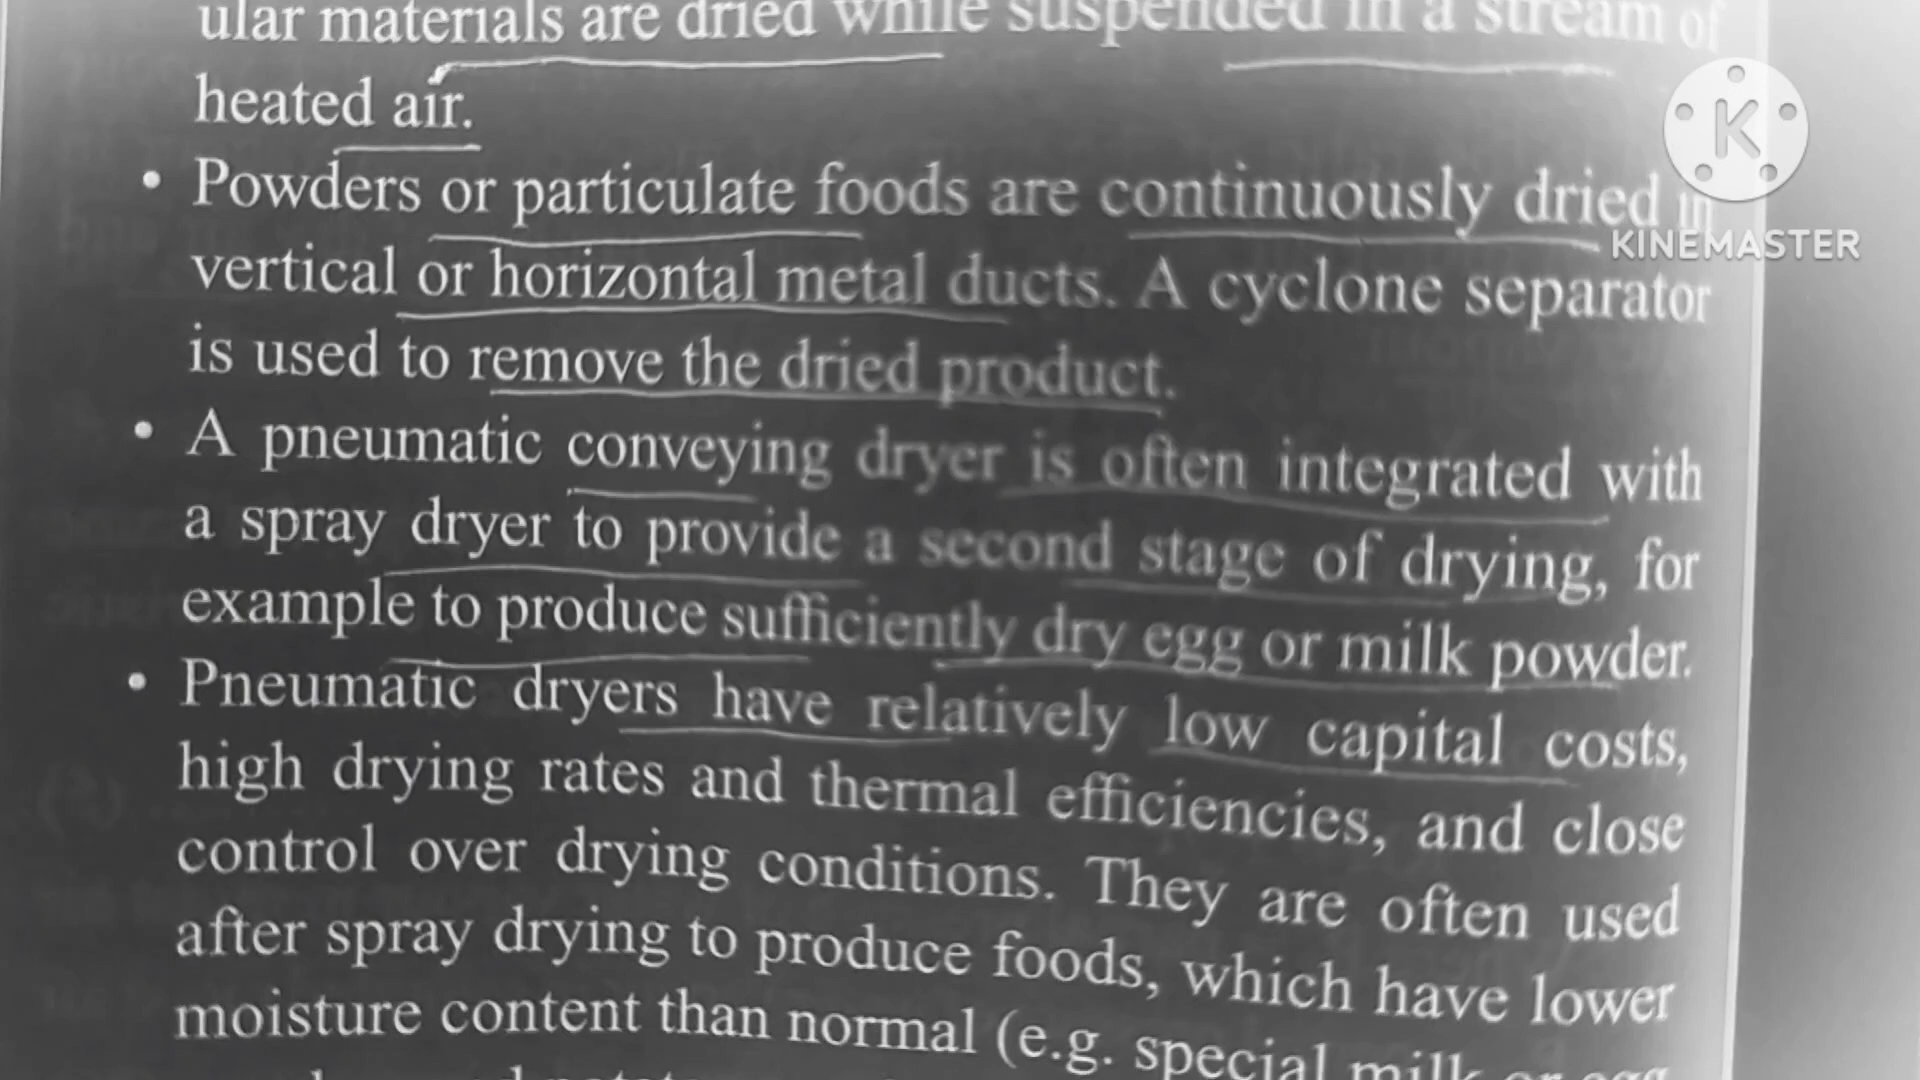 ular materials are dried while suspended in a stream of
heated air.
• Powders or particulate foods are continuously dried in
vertical or horizontal metal ducts. A cyclone separator
is used to remove the dried product.
• A pneumatic conveying dryer is often integrated with
a spray dryer to provide a second stage of drying, for
example to produce sufficiently dry egg or milk powder.
• Pneumatic dryers have relatively low capital costs,
high drying rates and thermal efficiencies, and close
control over drying conditions. They are often used
after spray drying to produce foods, which have lower
moisture content than normal (e.g. special milk or egg
K
KINEMASTER